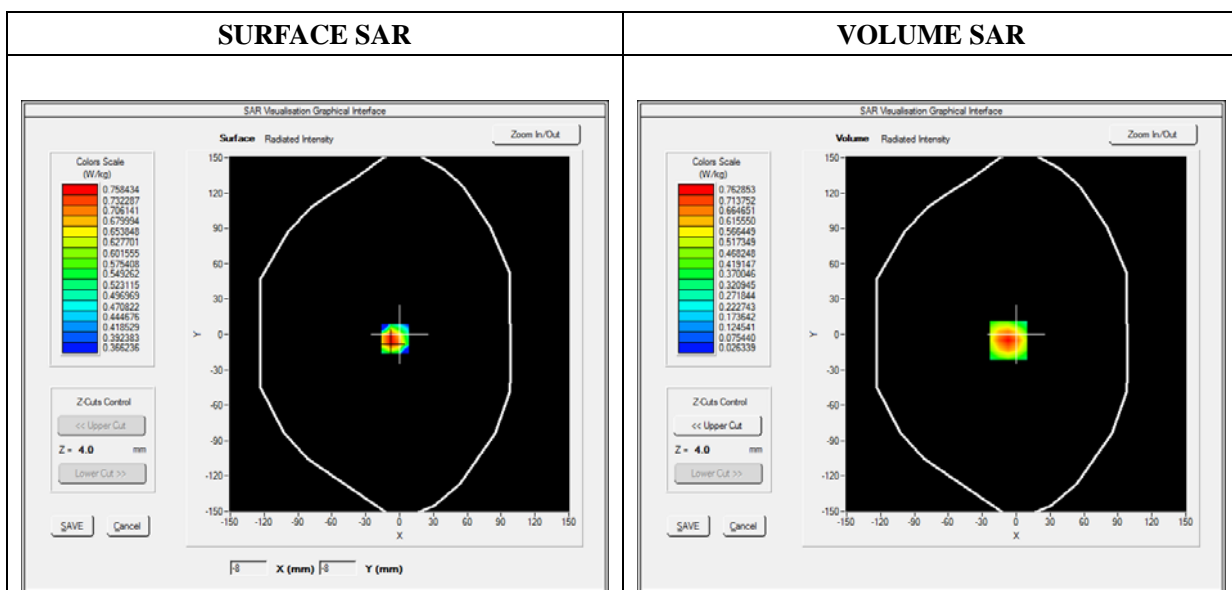 SURFACE SAR
VOLUME SAR
SAR Visualisation Graphical Interface
Surface Radiated Intensity
Zoom In/Out
Colors Scale
(W/kg)
0.758434
0.732287
0.706141
0.679994
0.653848
0.627701
0.601555
0.575408
0.549262
0.523115
0.496969
0.470822
0.444676
0.418529
0.392383
0.366236
Z-Cuts Control
<< Upper Cut
Z = 4.0 mm
Lower Cut >>
SAVE
Cancel
150
120
90
60
30
0
-30
-60
-90
-120
-150
Y
-150 -120 -90 -60 -30 0 30 60 90 120 150
X
-8 X (mm) -8 Y (mm)
SAR Visualisation Graphical Interface
Volume Radiated Intensity
Zoom In/Out
Colors Scale
(W/kg)
0.762853
0.713752
0.664651
0.615550
0.566449
0.517349
0.468248
0.419147
0.370046
0.320945
0.271844
0.222743
0.173642
0.124541
0.075440
0.026339
Z-Cuts Control
<< Upper Cut
Z = 4.0 mm
Lower Cut >>
SAVE
Cancel
150
120
90
60
30
0
-30
-60
-90
-120
-150
Y
-150 -120 -90 -60 -30 0 30 60 90 120 150
X